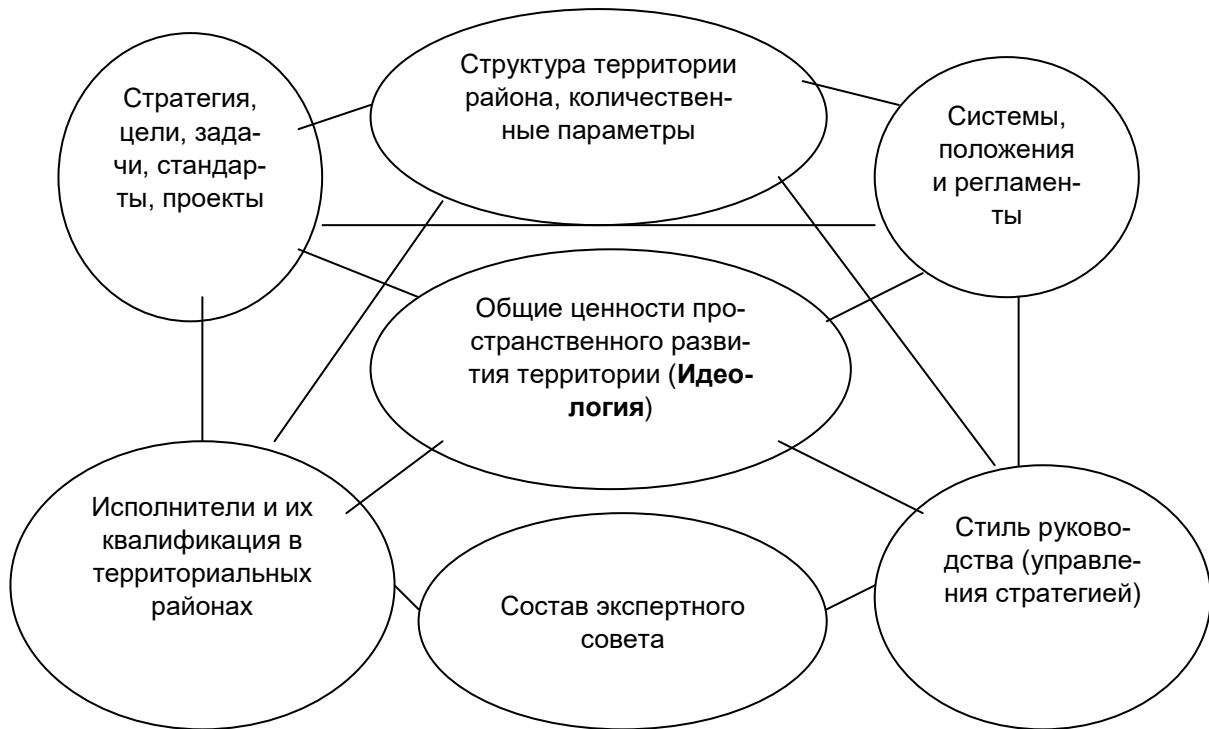 Стратегия,
цели, зада-
чи, стандар-
ты, проекты
Структура территории
района, количествен-
ные параметры
Системы,
положения
и регламен-
ты
Общие ценности про-
странственного разви-
тия территории (Идео-
логия)
Исполнители и их
квалификация в
территориальных
районах
Состав экспертного
совета
Стиль руково-
дства (управле-
ния стратегией)